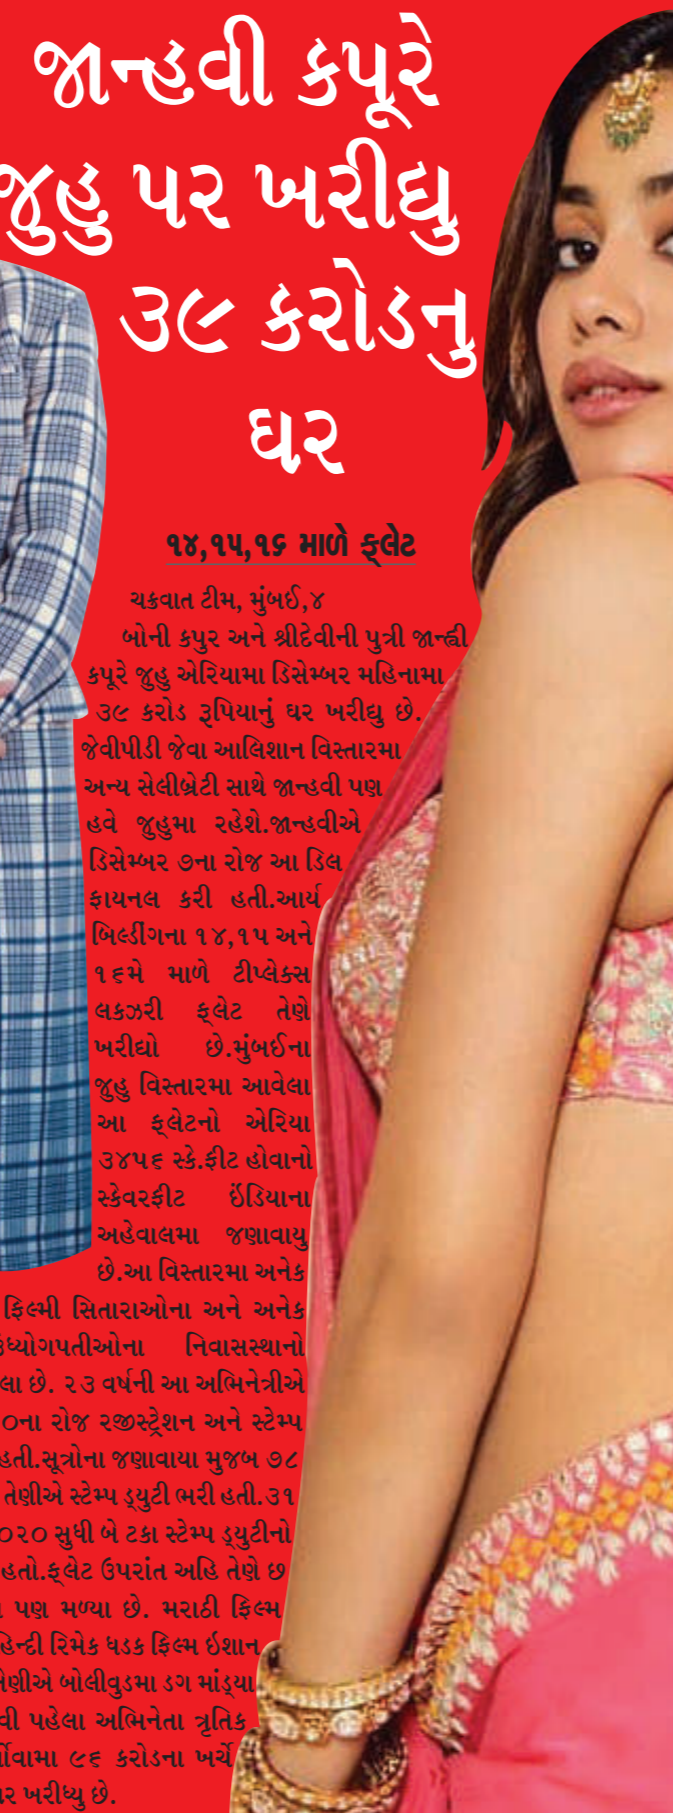 જાન્હવી કપૂરે
જુહુ પર ખરીદ્યુ
૩૯ કરોડનુ
ઘર
૧૪,૧૫,૧૬ માળે ફ્લેટ
ચક્રવાત ટીમ, મુંબઈ,૪
બોની કપુર અને શ્રીદેવીની પુત્રી જાન્હ્વી
કપૂરે જુહુ એરિયામા ડિસેમ્બર મહિનામા
૩૯ કરોડ રૂપિયાનું ઘર ખરીદ્યુ છે.
જેવીપીડી જેવા આલિશાન વિસ્તારમા
અન્ય સેલીબ્રેટી સાથે જાન્હવી પણ
હવે જુહુમા રહેશે.જાન્હવીએ
ડિસેમ્બર ૭ના રોજ આ ડિલ
ફાયનલ કરી હતી.આર્ય
બિલ્ડીંગના ૧૪,૧૫ અને
૧૬મે માળે ટીપ્લેક્સ
લકઝરી ફ્લેટ તેણે
ખરીદ્યો છે.મુંબઈના
જુહુ વિસ્તારમા આવેલા
આ ફ્લેટનો એરિયા
૩૪૫૬ સ્કે.ફીટ હોવાનો
સ્કેવરફીટ ઇંડિયાના
અહેવાલમા જણાવાયુ
છે.આ વિસ્તારમા અનેક
ફિલ્મી સિતારાઓના અને અનેક
ઉધ્યોગપતીઓના નિવાસસ્થાનો
લા છે. ૨૩ વર્ષની આ અભિનેત્રીએ
૦ના રોજ રજીસ્ટ્રેશન અને સ્ટેમ્પ
હતી.સૂત્રોના જણાવાયા મુજબ ૭૮
તેણીએ સ્ટેમ્પ ડ્યુટી ભરી હતી.૩૧
૦૨૦ સુધી બે ટકા સ્ટેમ્પ ડ્યુટીનો
હતો.ફ્લેટ ઉપરાંત અહિ તેણે છ
પણ મળ્યા છે. મરાઠી ફિલ્મ
હિન્દી રિમેક ધડક ફિલ્મ ઇશાન
તેણીએ બોલીવુડમા ડગ માંડ્યા
વી પહેલા અભિનેતા ત્રૃતિક
ર્સોવામા ૯૬ કરોડના ખર્ચે
ર ખરીધ્યુ છે.